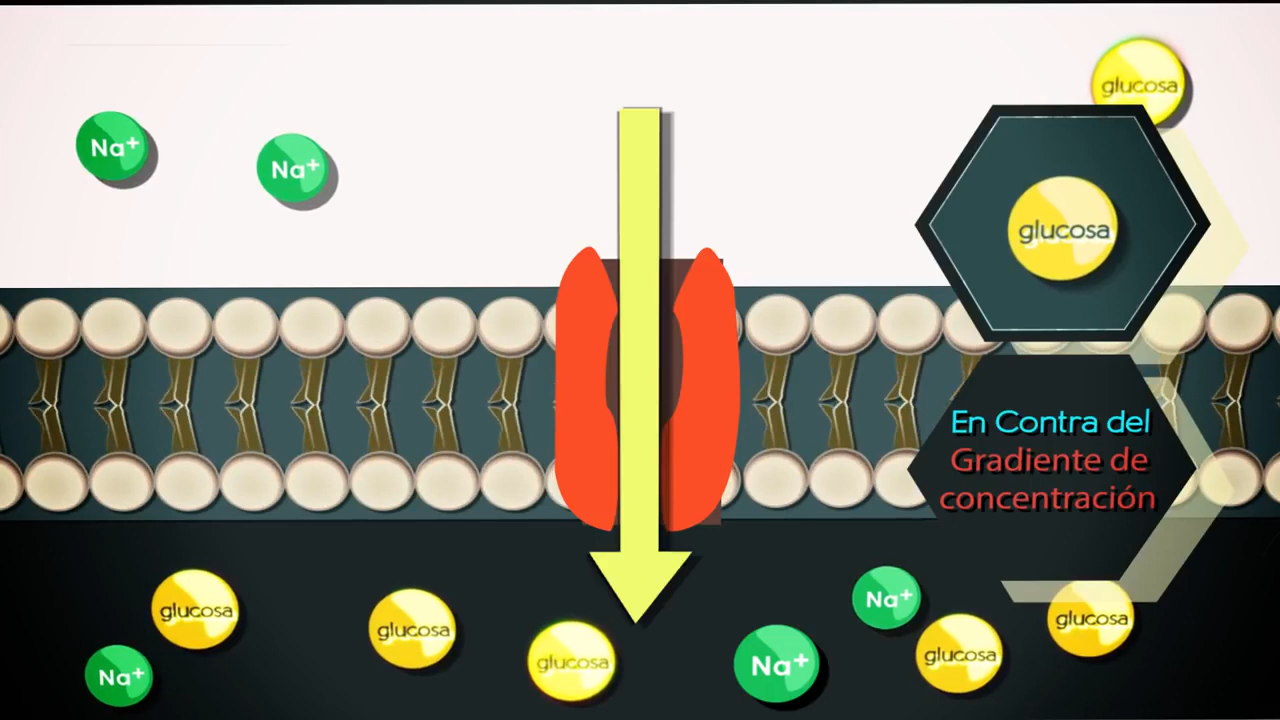 glucosa
Na⁺
Na⁺
glucosa
En Contra del
Gradiente de
concentración
glucosa
glucosa
glucosa
Na⁺
glucosa
glucosa
Na⁺
Na⁺